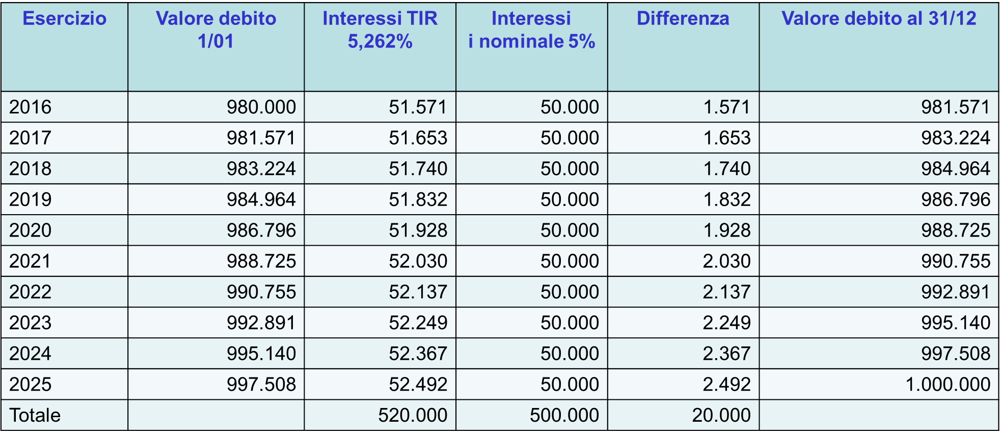 Esercizio Valore debito 1/01 Interessi TIR 5,262% Interessi i nominale 5% Differenza Valore debito al 31/12
2016 980.000 51.571 50.000 1.571 981.571
2017 981.571 51.653 50.000 1.653 983.224
2018 983.224 51.740 50.000 1.740 984.964
2019 984.964 51.832 50.000 1.832 986.796
2020 986.796 51.928 50.000 1.928 988.725
2021 988.725 52.030 50.000 2.030 990.755
2022 990.755 52.137 50.000 2.137 992.891
2023 992.891 52.249 50.000 2.249 995.140
2024 995.140 52.367 50.000 2.367 997.508
2025 997.508 52.492 50.000 2.492 1.000.000
Totale 520.000 500.000 20.000